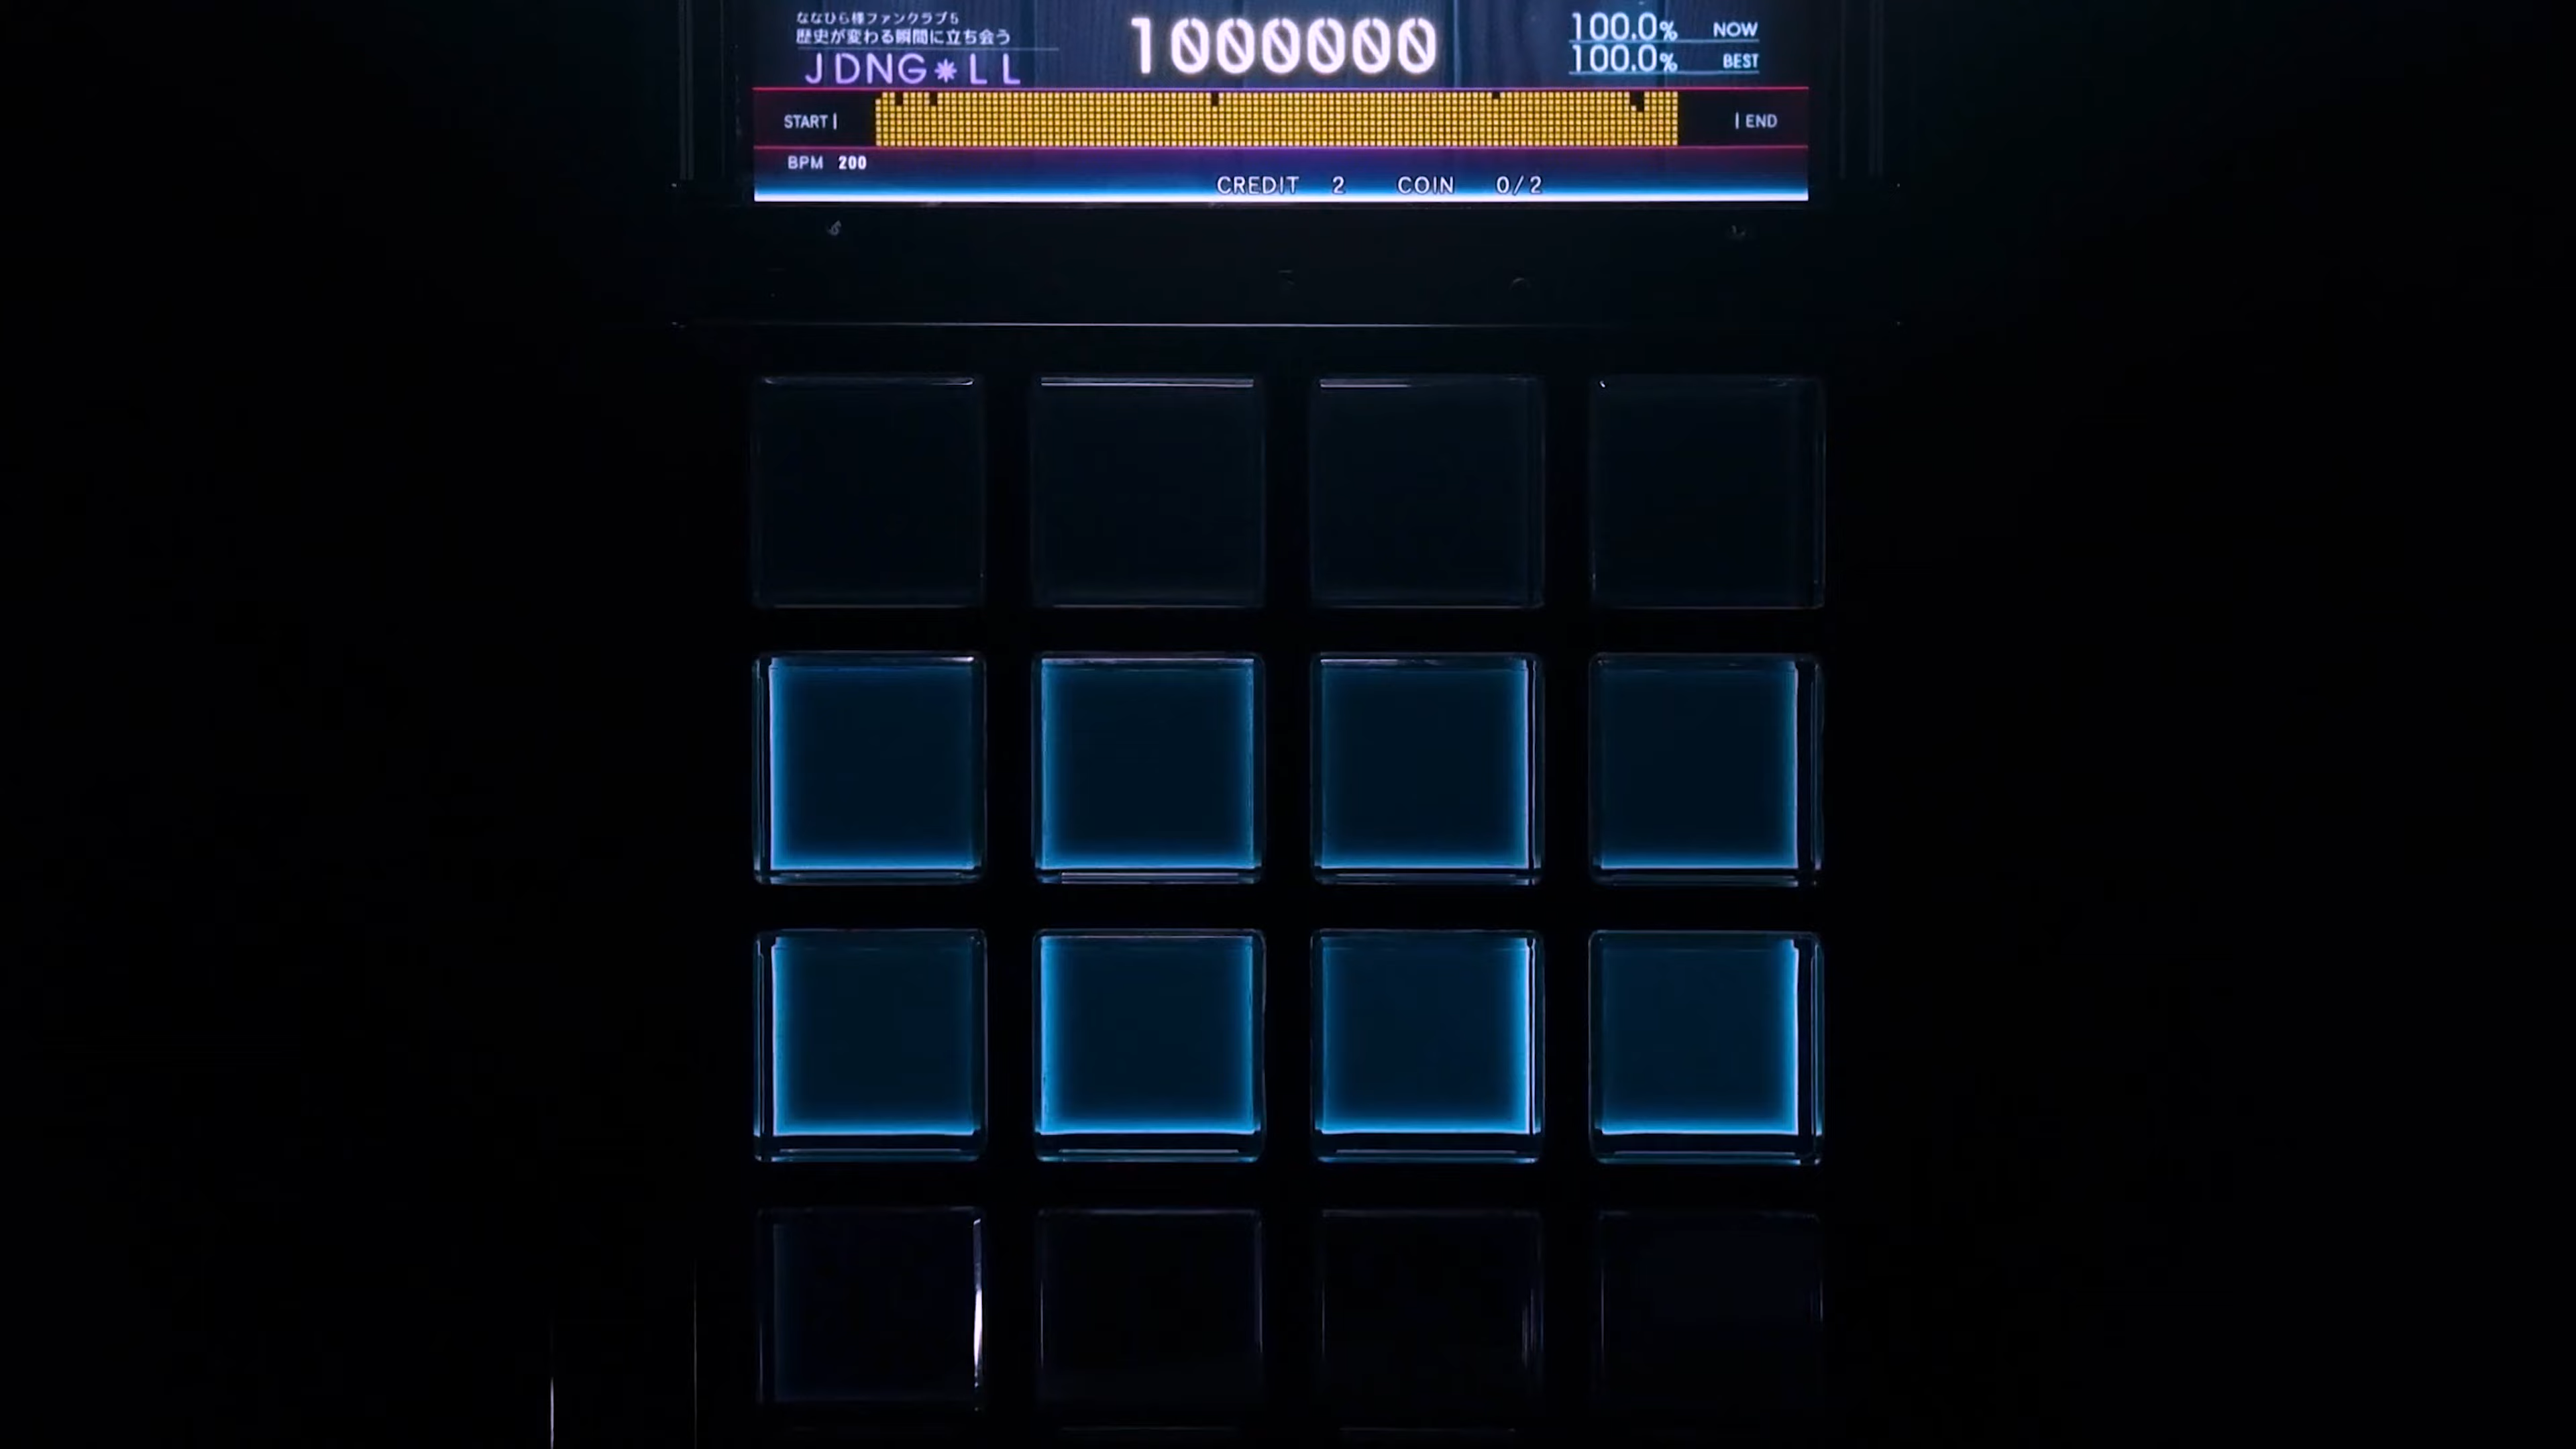 ななひら様ファンクラブ5
歴史が変わる瞬間に立ち会う
JDNG✷LL
1000000
100.0% NOW
100.0% BEST
START |
| END
BPM 200
CREDIT 2 COIN 0/2